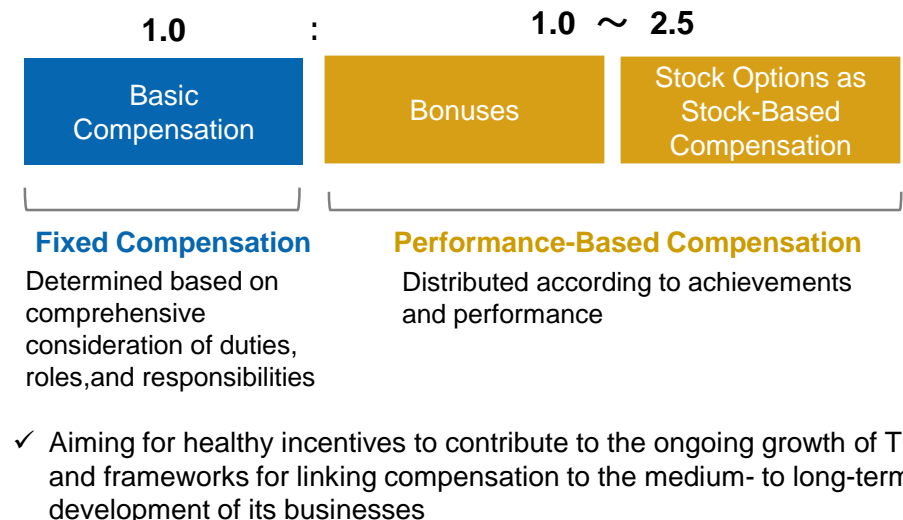 1.0 : 1.0 ～ 2.5
Basic
Compensation
Bonuses
Stock Options as
Stock-Based
Compensation
Fixed Compensation
Determined based on
comprehensive
consideration of duties,
roles,and responsibilities
Performance-Based Compensation
Distributed according to achievements
and performance
✓ Aiming for healthy incentives to contribute to the ongoing growth of
and frameworks for linking compensation to the medium- to long-term
development of its businesses